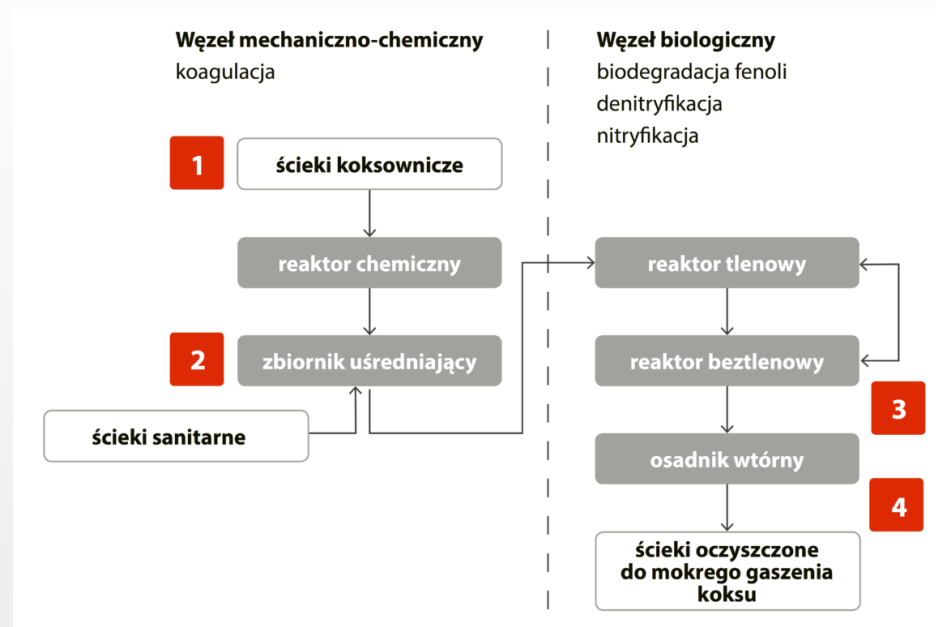 Węzeł mechaniczno-chemiczny
koagulacja
1
ścieki koksownicze
reaktor chemiczny
2
zbiornik uśredniający
ścieki sanitarne
Węzeł biologiczny
biodegradacja fenoli
denitryfikacja
nitryfikacja
reaktor tlenowy
reaktor beztlenowy
3
osadnik wtórny
4
ścieki oczyszczone
do mokrego gaszenia
koksu